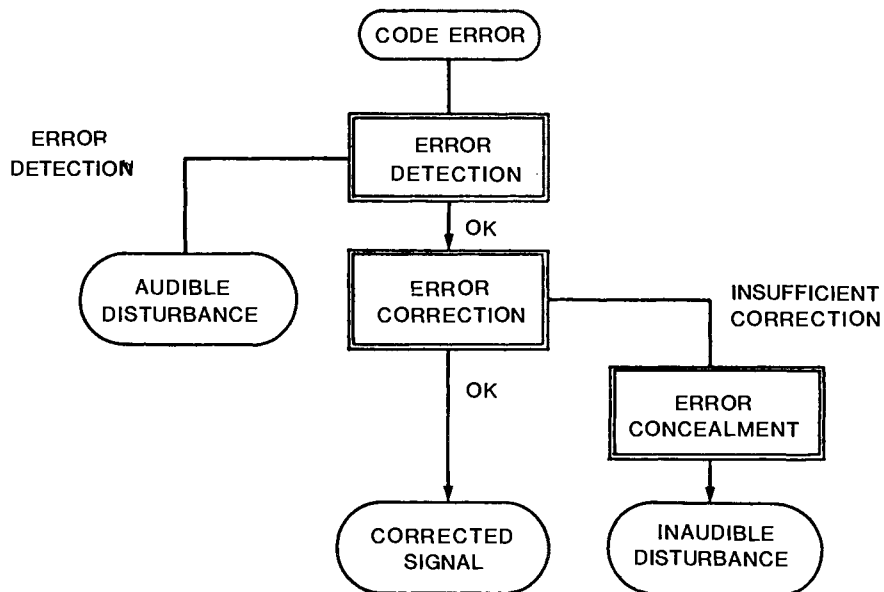 CODE ERROR
ERROR
DETECTION
ERROR
DETECTION
OK
AUDIBLE
DISTURBANCE
ERROR
CORRECTION
INSUFFICIENT
CORRECTION
OK
ERROR
CONCEALMENT
CORRECTED
SIGNAL
INAUDIBLE
DISTURBANCE